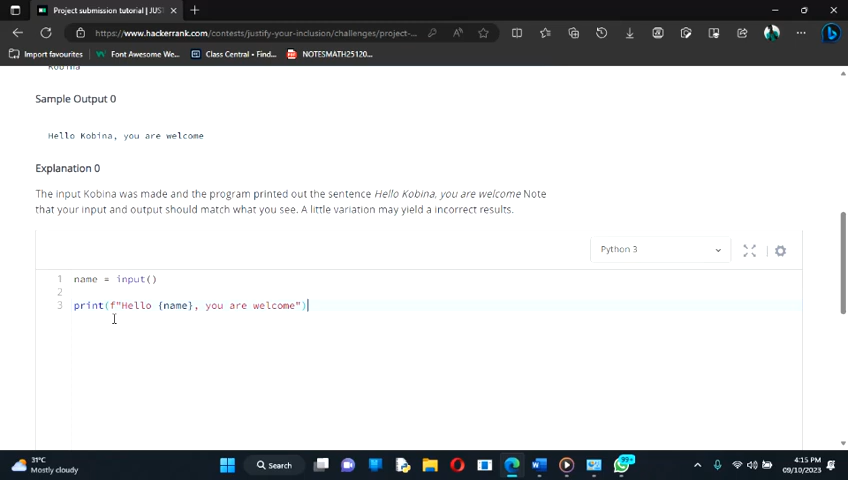 Project submission tutorial | JUS
https://www.hackerrank.com/contests/justify-your-inclusion/challenges/project-...
Import favourites
Font Awesome We...
Class Central • Find...
NOTESMATH25120...
Kobina
Sample Output 0
Hello Kobina, you are welcome
Explanation 0
The input Kobina was made and the program printed out the sentence Hello Kobina, you are welcome Note
that your input and output should match what you see. A little variation may yield a incorrect results.
Python 3
1 name = input()
2
3 print(f"Hello {name}, you are welcome")
31°C
Mostly cloudy
Search
99+
4:15 PM
09/10/2023